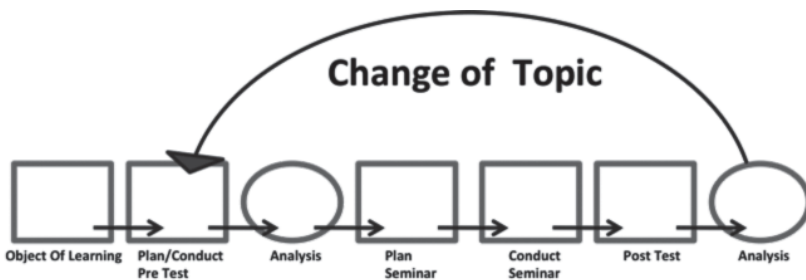 Change of Topic
Object Of Learning
Plan/Conduct
Pre Test
Analysis
Plan
Seminar
Conduct
Seminar
Post Test
Analysis